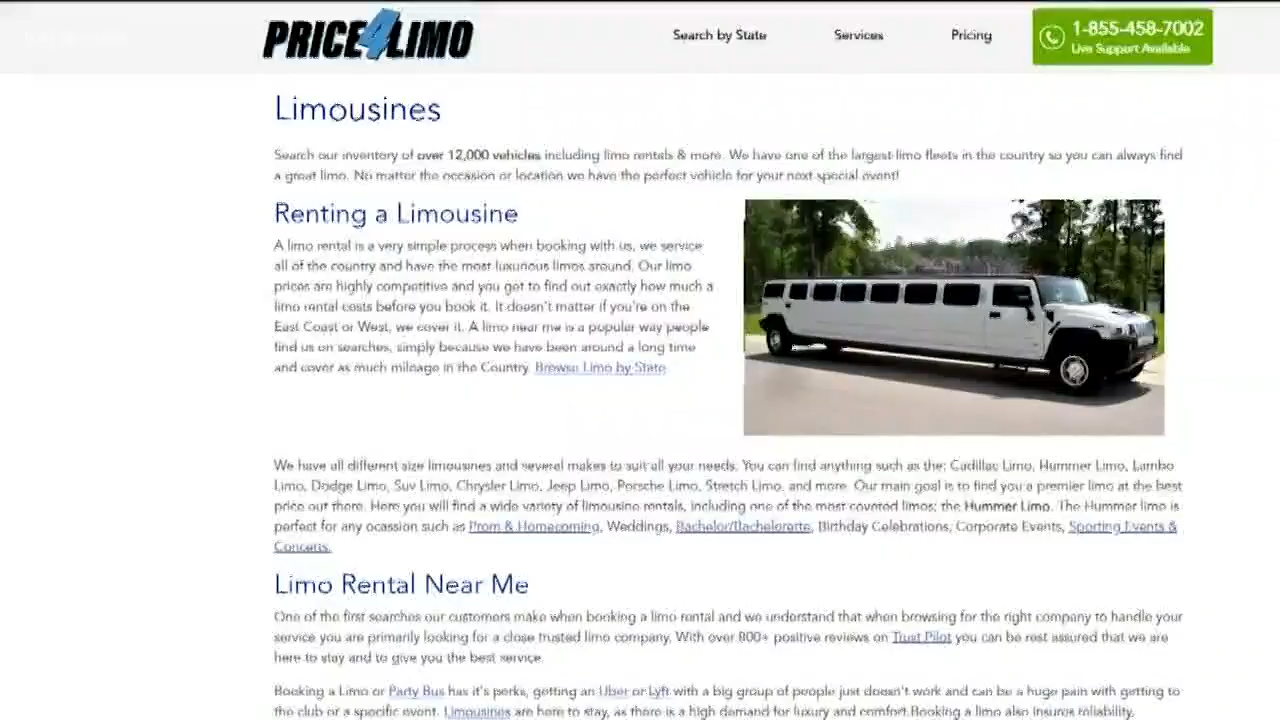 PRICE4LIMO
Search by State
Services
Pricing
1-855-458-7002
Live Support Available
Limousines
Search our inventory of over 12,000 vehicles including limo rentals & more. We have one of the largest limo fleets in the country so you can always find
a great limo. No matter the occasion or location we have the perfect vehicle for your next special event!
Renting a Limousine
A limo rental is a very simple process when booking with us, we service
all of the country and have the most luxurious limos around. Our limo
prices are highly competitive and you get to find out exactly how much a
limo rental costs before you book it. It doesn't matter if you're on the
East Coast or West, we cover it. A limo near me is a popular way people
find us on searches, simply because we have been around a long time
and cover as much mileage in the Country. Browse Limo by State
We have all different size limousines and several makes to suit all your needs. You can find anything such as the: Cadillac Limo, Hummer Limo, Lambo
Limo, Dodge Limo, Suv Limo, Chrysler Limo, Jeep Limo, Porsche Limo, Stretch Limo, and more. Our main goal is to find you a premier limo at the best
price out there. Here you will find a wide variety of limousine rentals, including one of the most coveted limos; the Hummer Limo. The Hummer limo is
perfect for any ocassion such as Prom & Homecoming, Weddings, Bachelor/Bachelorette, Birthday Celebrations, Corporate Events, Sporting Events &
Concerts.
Limo Rental Near Me
One of the first searches our customers make when booking a limo rental and we understand that when browsing for the right company to handle your
service you are primarily looking for a close trusted limo company. With over 800+ positive reviews on Trust Pilot you can be rest assured that we are
here to stay and to give you the best service.
Booking a Limo or Party Bus has it's perks, getting an Uber or Lyft with a big group of people just doesn't work and can be a huge pain with getting to
the club or a specific event. Limousines are here to stay, as there is a high demand for luxury and comfort.Booking a limo also insures reliability,